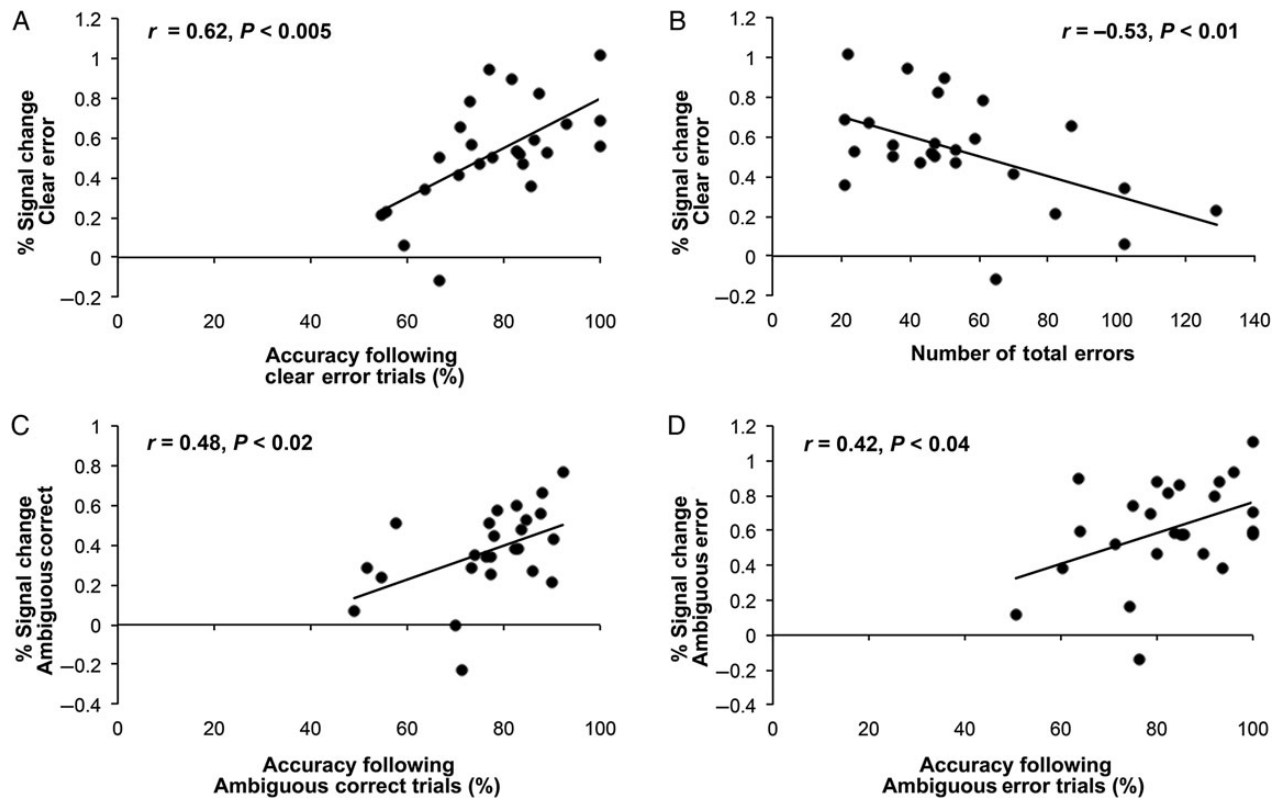 A
r = 0.62, P < 0.005
% Signal change
Clear error
1.2
1
0.8
0.6
0.4
0.2
0
–0.2
0 20 40 60 80 100
Accuracy following
clear error trials (%)
B
r = –0.53, P < 0.01
% Signal change
Clear error
1.2
1
0.8
0.6
0.4
0.2
0
–0.2
0 20 40 60 80 100 120 140
Number of total errors
C
r = 0.48, P < 0.02
% Signal change
Ambiguous correct
1
0.8
0.6
0.4
0.2
0
–0.2
–0.4
0 20 40 60 80 100
Accuracy following
Ambiguous correct trials (%)
D
r = 0.42, P < 0.04
% Signal change
Ambiguous error
1.2
1
0.8
0.6
0.4
0.2
0
–0.2
–0.4
0 20 40 60 80 100
Accuracy following
Ambiguous error trials (%)